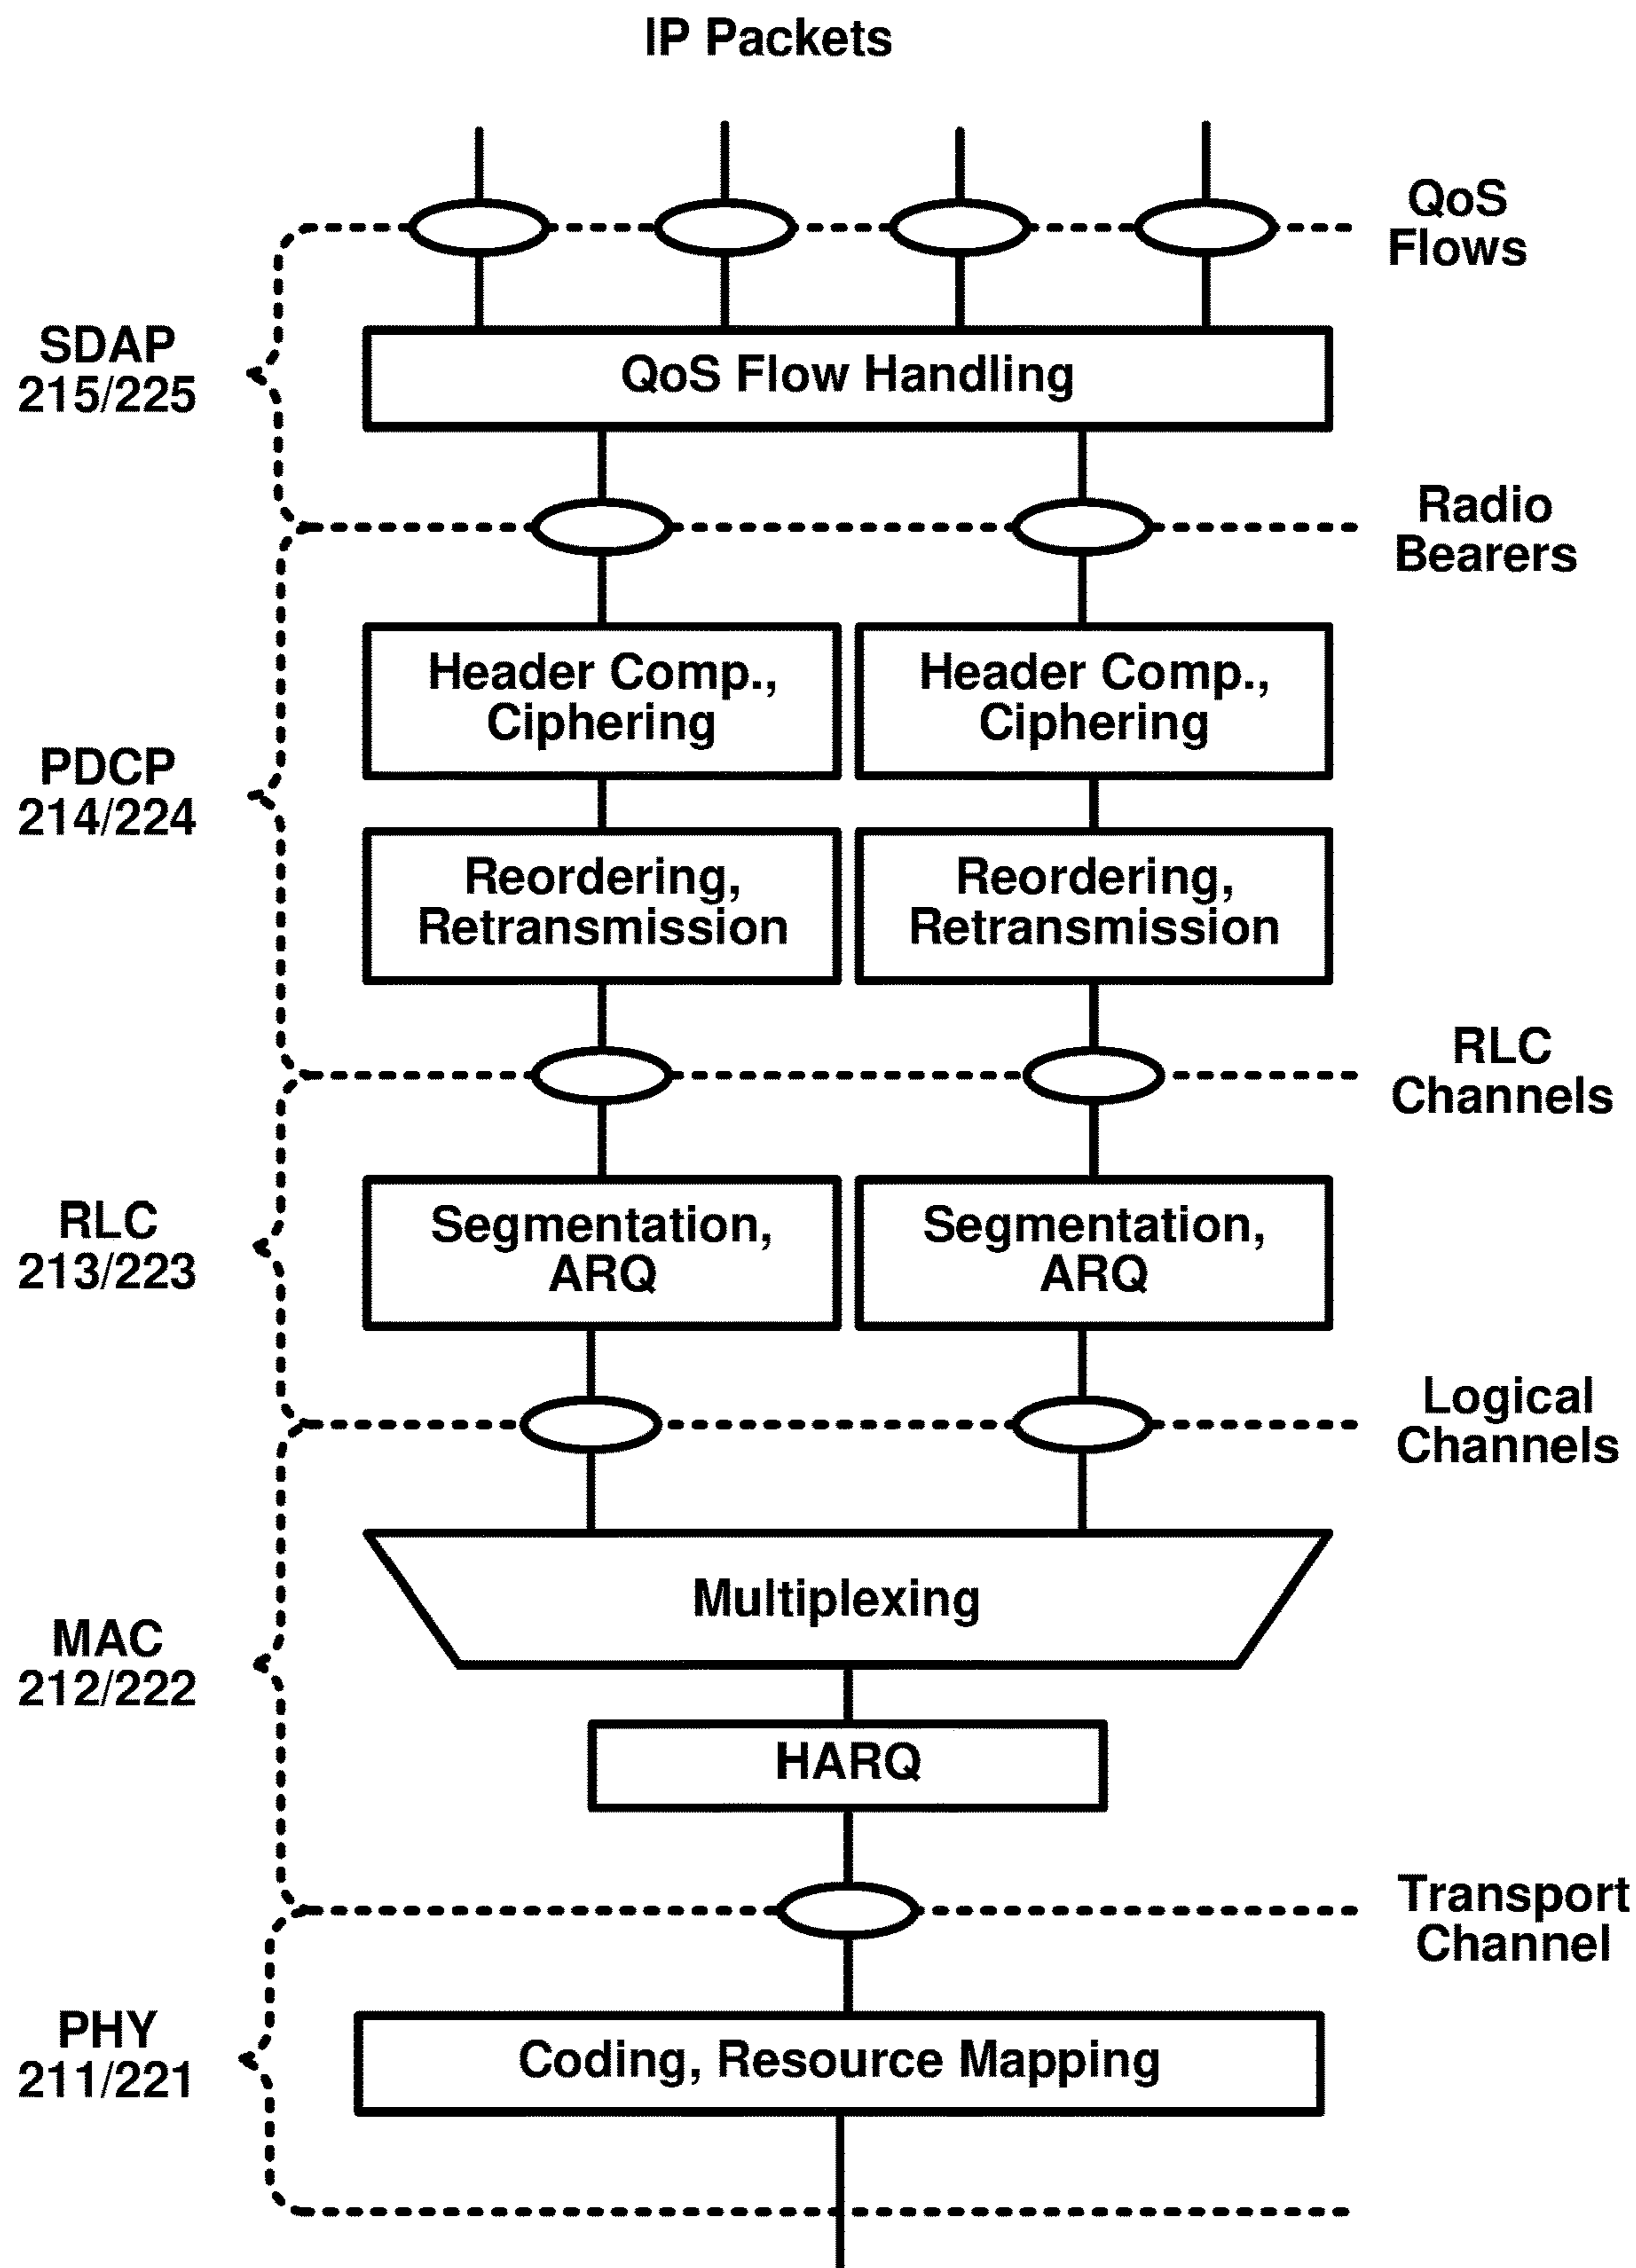 IP Packets
QoS
Flows
SDAP
215/225
QoS Flow Handling
Radio
Bearers
Header Comp.,
Ciphering
Header Comp.,
Ciphering
PDCP
214/224
Reordering,
Retransmission
Reordering,
Retransmission
RLC
Channels
RLC
213/223
Segmentation,
ARQ
Segmentation,
ARQ
Logical
Channels
Multiplexing
MAC
212/222
HARQ
Transport
Channel
PHY
211/221
Coding, Resource Mapping